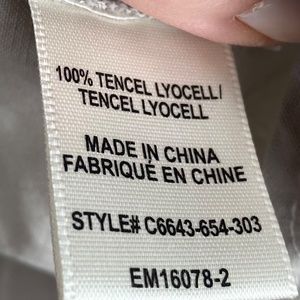 100% TENCEL LYOCELL/
TENCEL LYOCELL
MADE IN CHINA
FABRIQUÉ EN CHINE
STYLE# C6643-654-303
EM16078-2